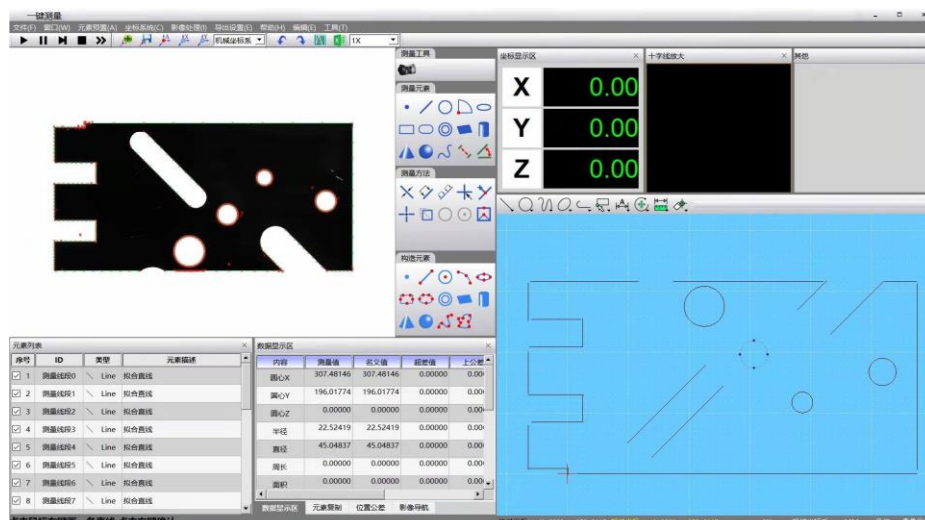 一键测量
文件(F) 窗口(W) 元素预置(A) 坐标系统(C) 影像处理(I) 导出设置(E) 帮助(H) 编辑(E) 工具(T)
机械坐标系 1X
测量工具
测量元素
测量方法
构造元素
坐标显示区 × 十字线放大 × 其他
X 0.00
Y 0.00
Z 0.00
元素列表 ×
序号 ID 类型 元素描述
1 测量线段0 Line 拟合直线
2 测量线段1 Line 拟合直线
3 测量线段2 Line 拟合直线
4 测量线段3 Line 拟合直线
5 测量线段4 Line 拟合直线
6 测量线段5 Line 拟合直线
7 测量线段6 Line 拟合直线
8 测量线段7 Line 拟合直线
数据显示区 ×
内容 测量值 名义值 超差值 上公差
圆心X 307.48146 307.48146 0.00000 0.00
圆心Y 196.01774 196.01774 0.00000 0.00
圆心Z 0.00000 0.00000 0.00000 0.00
半径 22.52419 22.52419 0.00000 0.00
直径 45.04837 45.04837 0.00000 0.00
周长 0.00000 0.00000 0.00000 0.00
面积 0.00000 0.00000 0.00000 0.00
数据显示区 元素复制 位置公差 影像导航